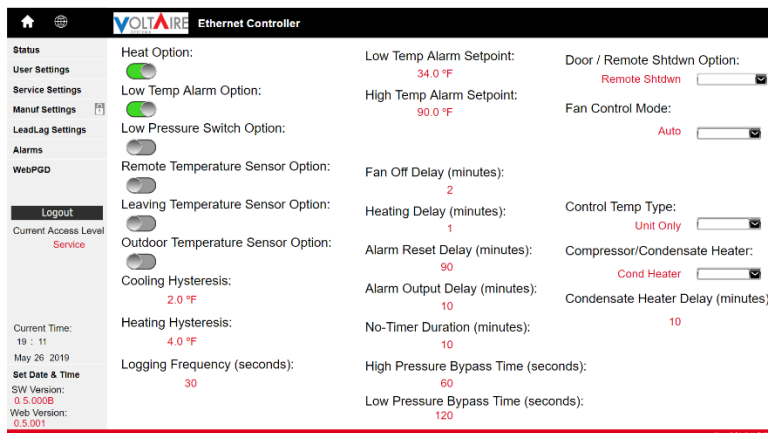 VOLTAIRE
SYSTEMS
Ethernet Controller
Status
User Settings
Service Settings
Manuf Settings
LeadLag Settings
Alarms
WebPGD
Logout
Current Access Level
Service
Current Time:
19 : 11
May 26 2019
Set Date & Time
SW Version:
0.5.000B
Web Version:
0.5.001
Heat Option:
Low Temp Alarm Option:
Low Pressure Switch Option:
Remote Temperature Sensor Option:
Leaving Temperature Sensor Option:
Outdoor Temperature Sensor Option:
Cooling Hysteresis:
2.0 °F
Heating Hysteresis:
4.0 °F
Logging Frequency (seconds):
30
Low Temp Alarm Setpoint:
34.0 °F
High Temp Alarm Setpoint:
90.0 °F
Fan Off Delay (minutes):
2
Heating Delay (minutes):
1
Alarm Reset Delay (minutes):
90
Alarm Output Delay (minutes):
10
No-Timer Duration (minutes):
10
High Pressure Bypass Time (seconds):
60
Low Pressure Bypass Time (seconds):
120
Door / Remote Shtdwn Option:
Remote Shtdwn
Fan Control Mode:
Auto
Control Temp Type:
Unit Only
Compressor/Condensate Heater:
Cond Heater
Condensate Heater Delay (minutes)
10